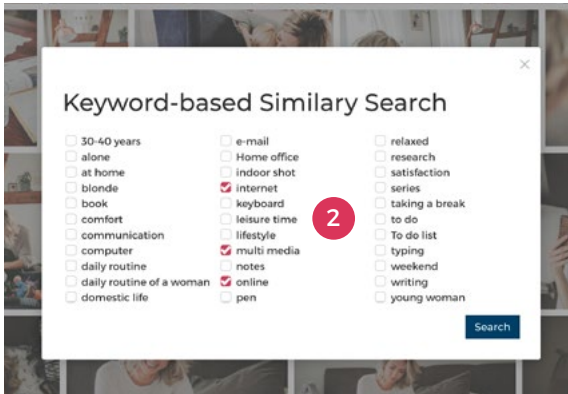 Keyword-based Similary Search
30-40 years
alone
at home
blonde
book
comfort
communication
computer
daily routine
daily routine of a woman
domestic life
e-mail
Home office
indoor shot
internet
keyboard
leisure time
lifestyle
multi media
notes
online
pen
2
relaxed
research
satisfaction
series
taking a break
to do
To do list
typing
weekend
writing
young woman
Search